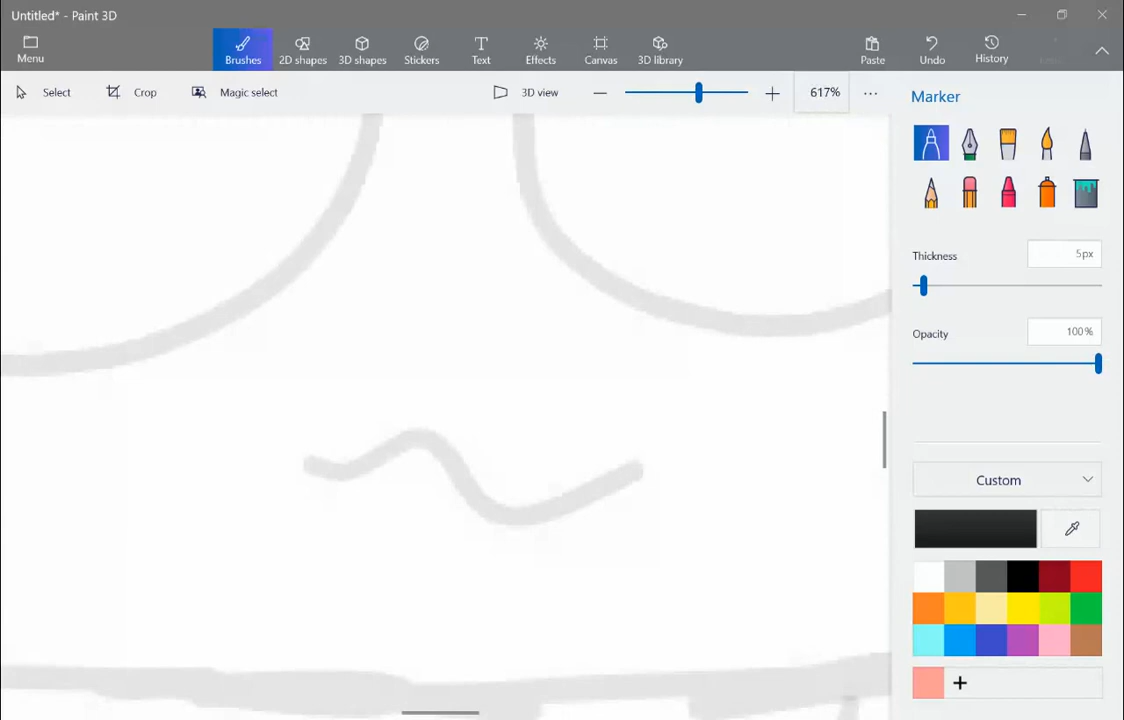 Untitled* - Paint 3D
Menu
Brushes
2D shapes
3D shapes
Stickers
Text
Effects
Canvas
3D library
Paste
Undo
History
Select
Crop
Magic select
3D view
617%
Marker
Thickness
5px
Opacity
100%
Custom